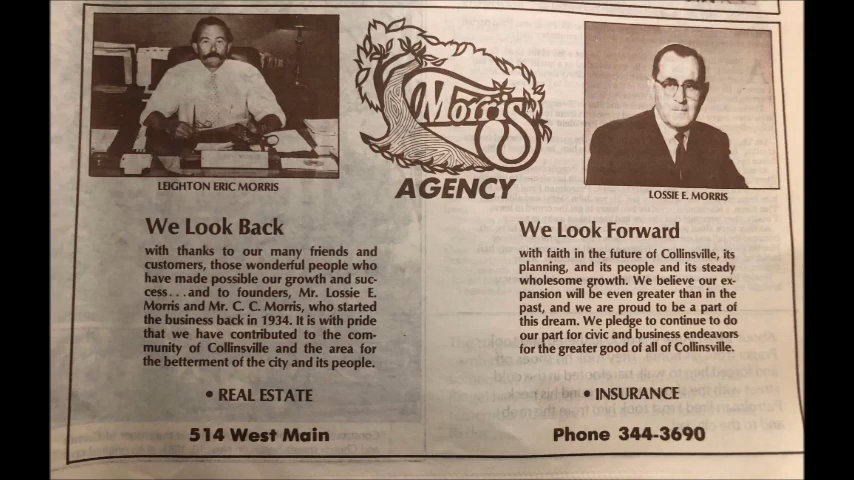 LEIGHTON ERIC MORRIS
Morris
AGENCY
LOSSIE E. MORRIS
We Look Back
with thanks to our many friends and
customers, those wonderful people who
have made possible our growth and suc-
cess...and to founders, Mr. Lossie E.
Morris and Mr. C. C. Morris, who started
the business back in 1934. It is with pride
that we have contributed to the com-
munity of Collinsville and the area for
the betterment of the city and its people.
• REAL ESTATE
514 West Main
We Look Forward
with faith in the future of Collinsville, its
planning, and its people and its steady
wholesome growth. We believe our ex-
pansion will be even greater than in the
past, and we are proud to be a part of
this dream. We pledge to continue to do
our part for civic and business endeavors
for the greater good of all of Collinsville.
• INSURANCE
Phone 344-3690